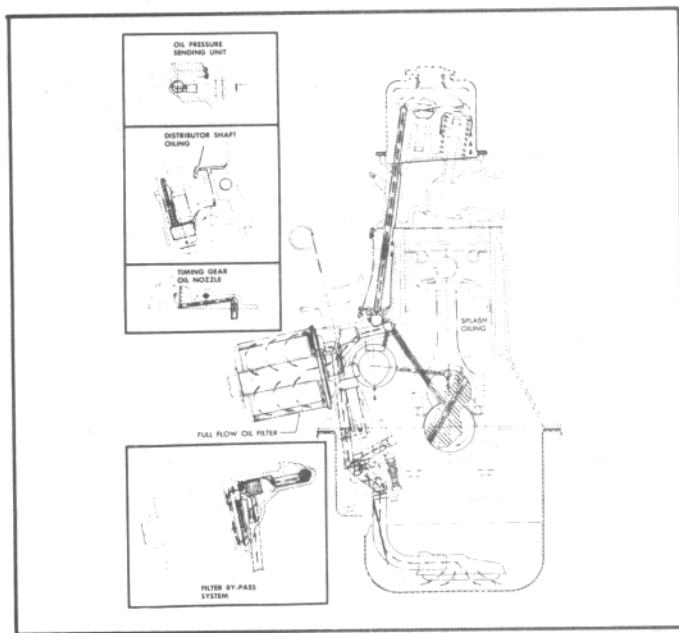 OIL PRESSURE
SENDING UNIT
DISTRIBUTOR SHAFT
OILING
TIMING GEAR
OIL NOZZLE
SPLASH
OILING
FULL FLOW OIL FILTER
FILTER BY-PASS
SYSTEM